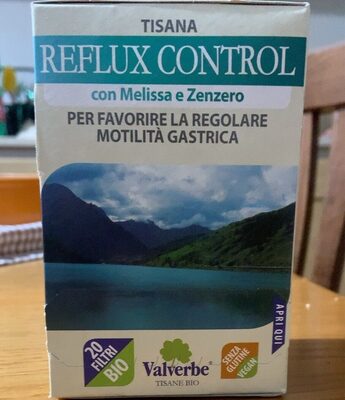 TISANA
REFLUX CONTROL
con Melissa e Zenzero
PER FAVORIRE LA REGOLARE
MOTILITÀ GASTRICA
APRI QUI
20
FILTRI
BIO
Valverbe
TISANE BIO
SENZA
GLUTINE
VEGAN